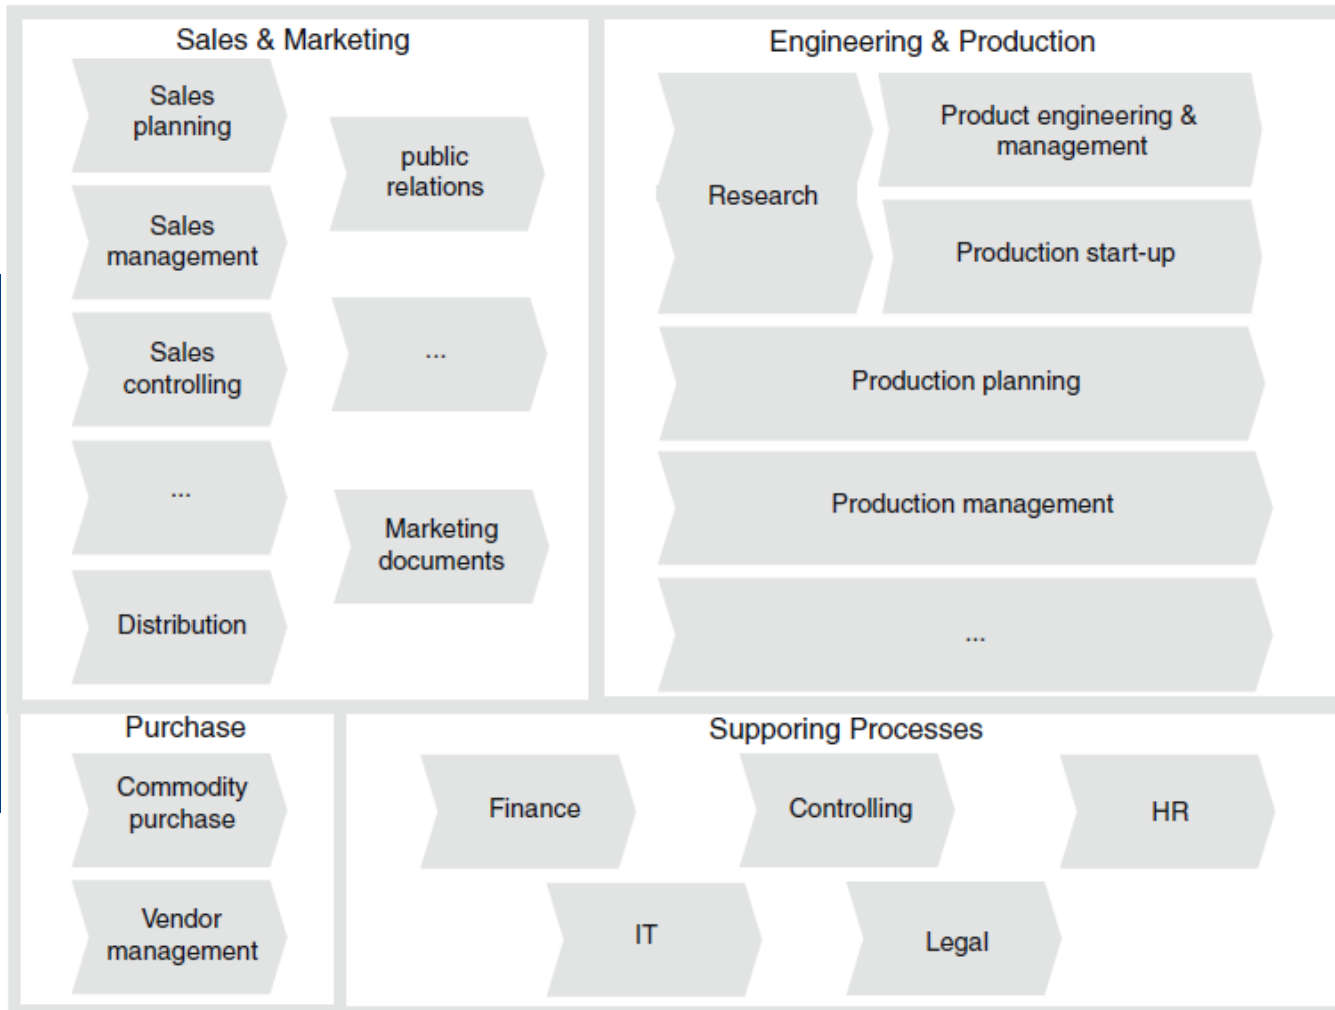 Sales & Marketing
Sales
planning
Sales
management
Sales
controlling
...
Distribution
public
relations
...
Marketing
documents
Engineering & Production
Research
Product engineering &
management
Production start-up
Production planning
Production management
...
Purchase
Commodity
purchase
Vendor
management
Supporing Processes
Finance
Controlling
HR
IT
Legal